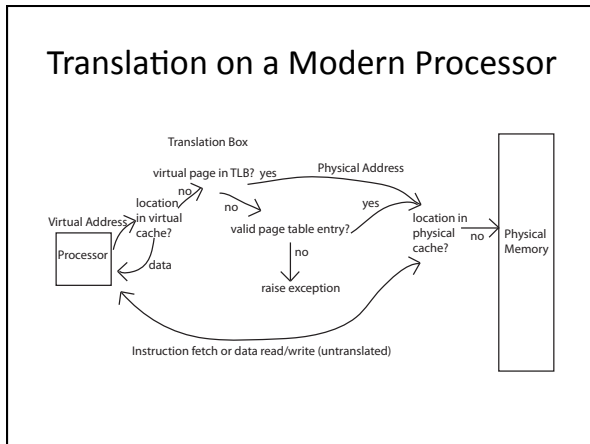 Translation on a Modern Processor
Translation Box
virtual page in TLB? yes
Physical Address
no
Virtual Address
location
in virtual
cache?
no
valid page table entry?
yes
location in
physical
cache?
no
Physical
Memory
Processor
data
no
raise exception
Instruction fetch or data read/write (untranslated)